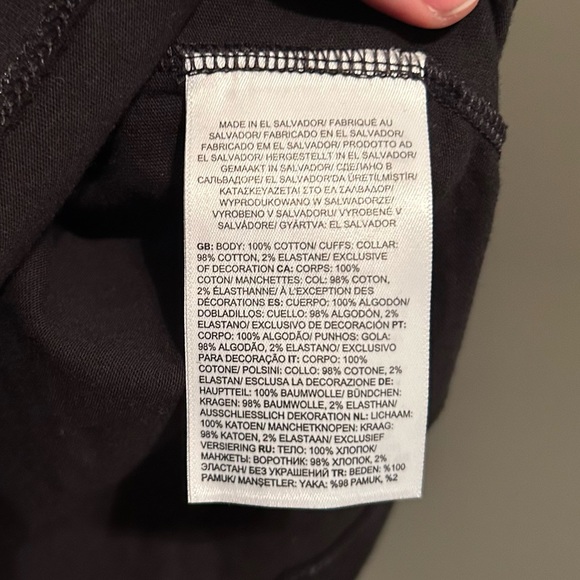 MADE IN EL SALVADOR/ FABRIQUÉ AU
SALVADOR/ FABRICADO EN EL SALVADOR/
FABRICADO EM EL SALVADOR/ PRODOTTO AD
EL SALVADOR/ HERGESTELLT IN EL SALVADOR/
GEMAAKT IN SALVADOR/ СДЕЛАНО В
САЛЬВАДОРЕ/ EL SALVADOR'DA ÜRETİLMİŞTİR/
ΚΑΤΑΣΚΕΥΑΖΕΤΑΙ ΣΤΟ ΕΛ ΣΑΛΒΑΔΟΡ/
WYPRODUKOWANO W SALWADORZE/
VYROBENO V SALVADORU/ VYROBENÉ V
SALVÁDORE/ GYÁRTVA: EL SALVADOR
GB: BODY: 100% COTTON/ CUFFS: COLLAR:
98% COTTON, 2% ELASTANE/ EXCLUSIVE
OF DECORATION CA: CORPS: 100%
COTON/ MANCHETTES: COL: 98% COTON,
2% ÉLASTHANNE/ À L'EXCEPTION DES
DÉCORATIONS ES: CUERPO: 100% ALGODÓN/
DOBLADILLOS: CUELLO: 98% ALGODÓN, 2%
ELASTANO/ EXCLUSIVO DE DECORACIÓN PT:
CORPO: 100% ALGODÃO/ PUNHOS: GOLA:
98% ALGODÃO, 2% ELASTANO/ EXCLUSIVO
PARA DECORAÇÃO IT: CORPO: 100%
COTONE/ POLSINI: COLLO: 98% COTONE, 2%
ELASTAN/ ESCLUSA LA DECORAZIONE DE:
HAUPTTEIL: 100% BAUMWOLLE/ BÜNDCHEN:
KRAGEN: 98% BAUMWOLLE, 2% ELASTHAN/
AUSSCHLIESSLICH DEKORATION NL: LICHAAM:
100% KATOEN/ MANCHETKNOPEN: KRAAG:
98% KATOEN, 2% ELASTAAN/ EXCLUSIEF
VERSIERING RU: ТЕЛО: 100% ХЛОПОК/
МАНЖЕТЫ: ВОРОТНИК: 98% ХЛОПОК, 2%
ЭЛАСТАН/ БЕЗ УКРАШЕНИЙ TR: BEDEN: %100
PAMUK/ MANŞETLER: YAKA: %98 PAMUK, %2